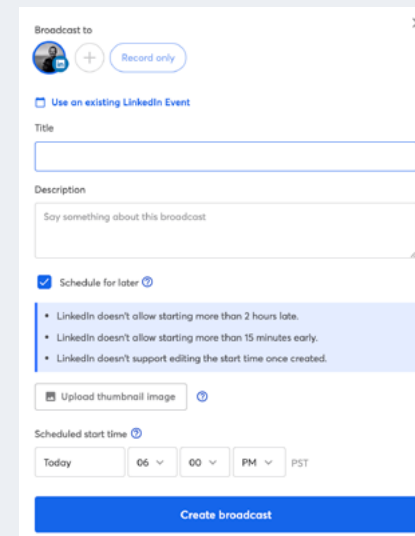 Broadcast to
in
Record only
Use an existing LinkedIn Event
Title
Description
Say something about this broadcast
Schedule for later
• LinkedIn doesn't allow starting more than 2 hours late.
• LinkedIn doesn't allow starting more than 15 minutes early.
• LinkedIn doesn't support editing the start time once created.
Upload thumbnail image
Scheduled start time
Today 06 00 PM PST
Create broadcast